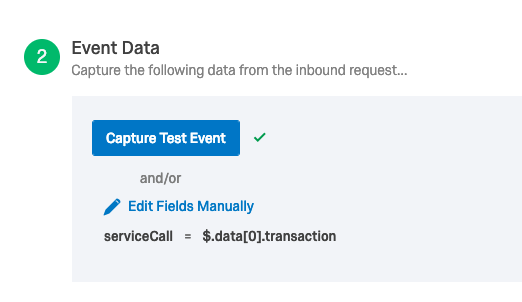 2
Event Data
Capture the following data from the inbound request...
Capture Test Event
and/or
Edit Fields Manually
serviceCall = $.data[0].transaction